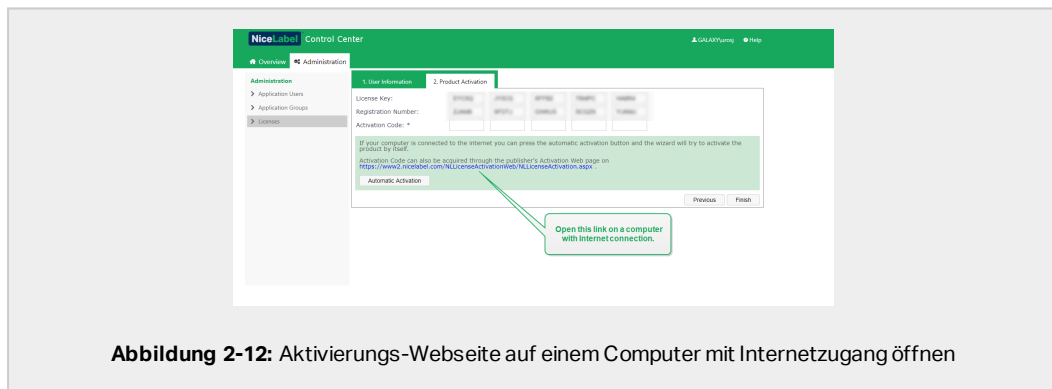 NiceLabel Control Center
GALAXY\urosj Help
Overview Administration
Administration
Application Users
Application Groups
Licenses
1. User Information 2. Product Activation
License Key:
Registration Number:
Activation Code: *
If your computer is connected to the internet you can press the automatic activation button and the wizard will try to activate the
product by itself.
Activation Code can also be acquired through the publisher's Activation Web page on
https://www2.nicelabel.com/NLLicenseActivationWeb/NLLicenseActivation.aspx .
Automatic Activation
Previous Finish
Open this link on a computer
with Internet connection.
Abbildung 2-12: Aktivierungs-Webseite auf einem Computer mit Internetzugang öffnen